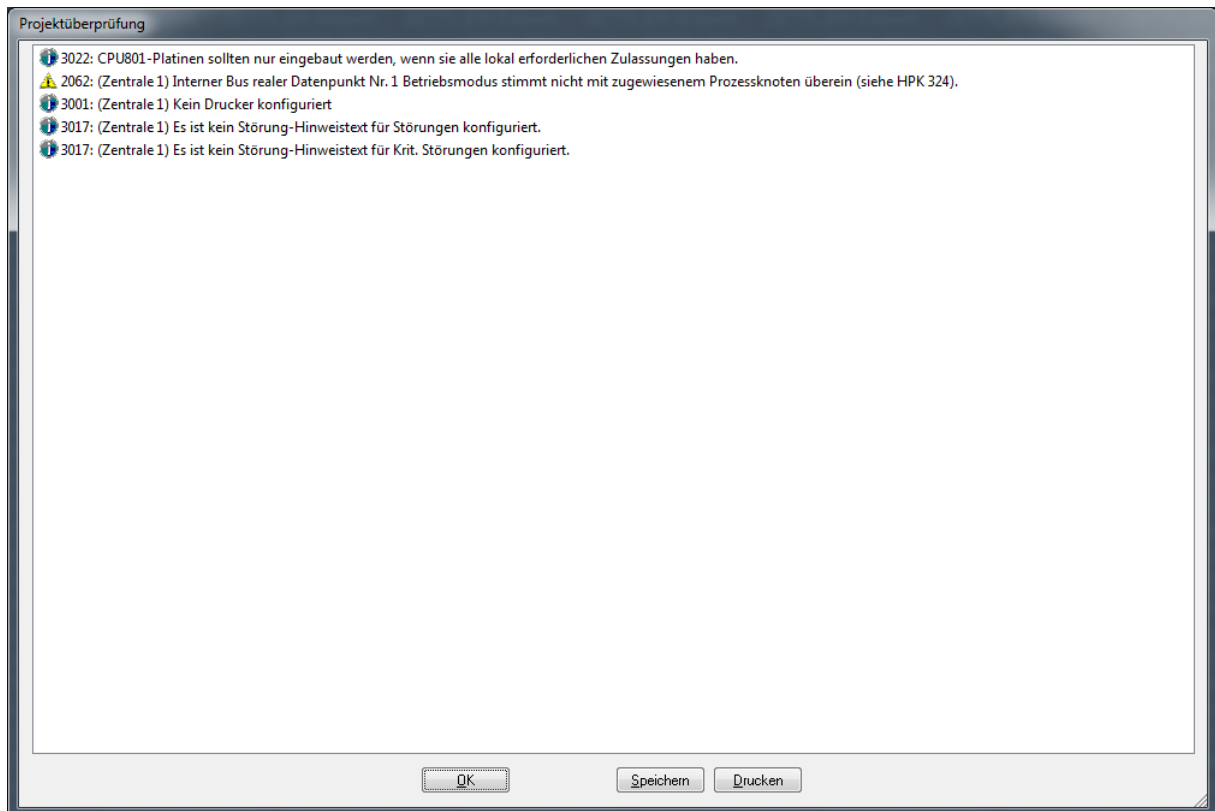 Projektüberprüfung
3022: CPU801-Platinen sollten nur eingebaut werden, wenn sie alle lokal erforderlichen Zulassungen haben.
2062: (Zentrale 1) Interner Bus realer Datenpunkt Nr. 1 Betriebsmodus stimmt nicht mit zugewiesenem Prozessknoten überein (siehe HPK 324).
3001: (Zentrale 1) Kein Drucker konfiguriert
3017: (Zentrale 1) Es ist kein Störung-Hinweistext für Störungen konfiguriert.
3017: (Zentrale 1) Es ist kein Störung-Hinweistext für Krit. Störungen konfiguriert.
OK Speichern Drucken